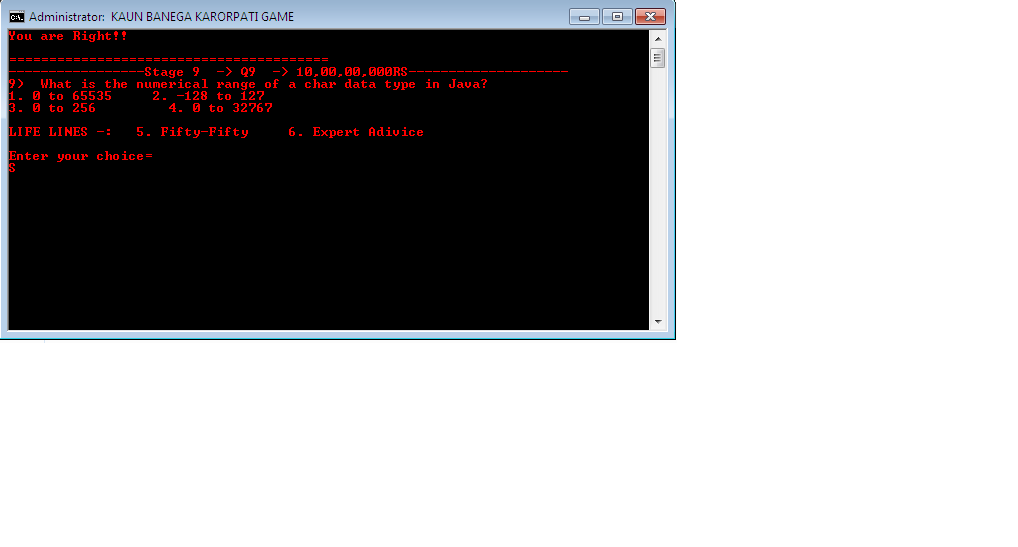 Administrator: KAUN BANEGA KARORPATI GAME
You are Right!!
========================================
-----------------Stage 9 -> Q9 -> 10,00,00,000RS--------------------
9> What is the numerical range of a char data type in Java?
1. 0 to 65535 2. -128 to 127
3. 0 to 256 4. 0 to 32767
LIFE LINES -: 5. Fifty-Fifty 6. Expert Adivice
Enter your choice=
S